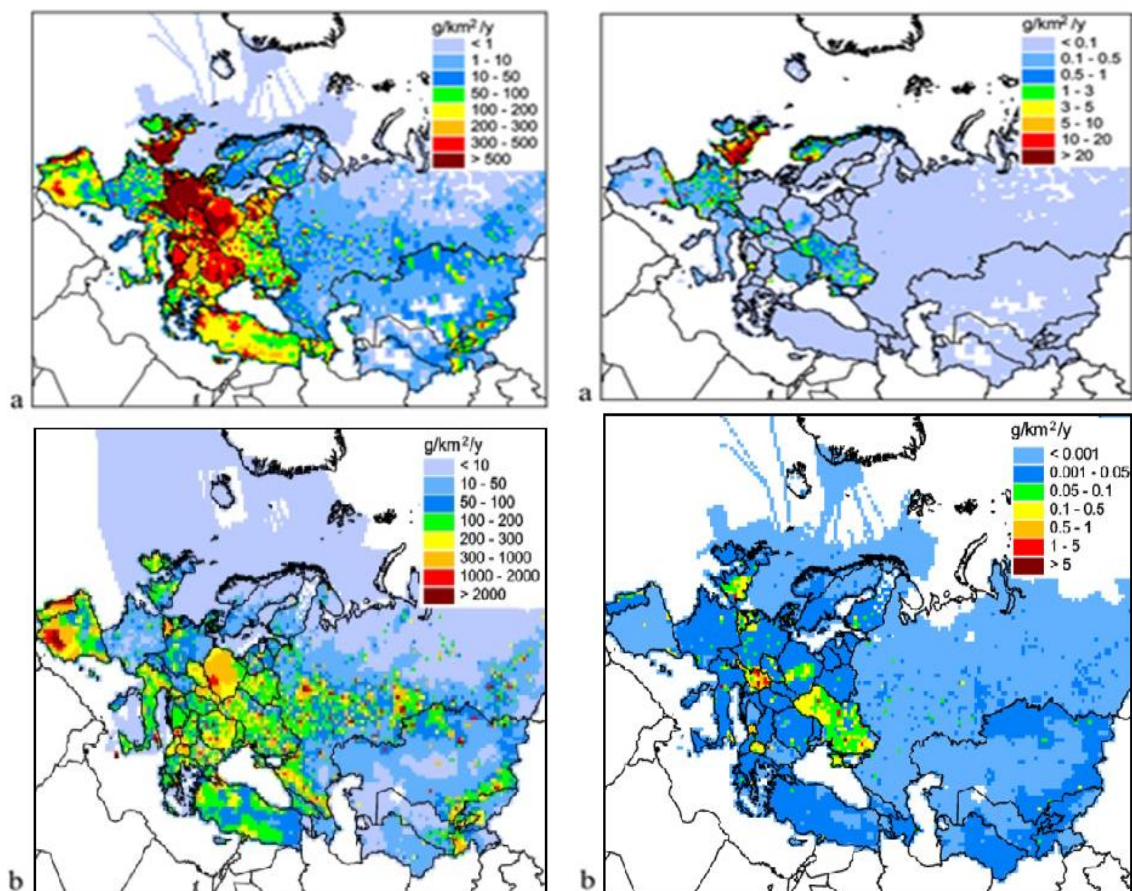 g/km²/y
< 1
1 - 10
10 - 50
50 - 100
100 - 200
200 - 300
300 - 500
> 500
a
g/km²/y
< 0.1
0.1 - 0.5
0.5 - 1
1 - 3
3 - 5
5 - 10
10 - 20
> 20
a
g/km²/y
< 10
10 - 50
50 - 100
100 - 200
200 - 300
300 - 1000
1000 - 2000
> 2000
b
g/km²/y
< 0.001
0.001 - 0.05
0.05 - 0.1
0.1 - 0.5
0.5 - 1
1 - 5
> 5
b